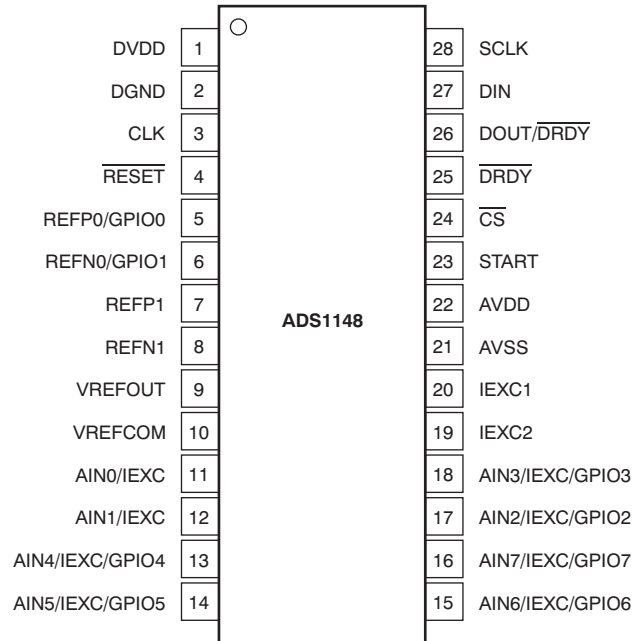 DVDD 1
DGND 2
CLK 3
RESET 4
REFP0/GPIO0 5
REFN0/GPIO1 6
REFP1 7
REFN1 8
VREFOUT 9
VREFCOM 10
AIN0/IEXC 11
AIN1/IEXC 12
AIN4/IEXC/GPIO4 13
AIN5/IEXC/GPIO5 14
ADS1148
28 SCLK
27 DIN
26 DOUT/DRDY
25 DRDY
24 CS
23 START
22 AVDD
21 AVSS
20 IEXC1
19 IEXC2
18 AIN3/IEXC/GPIO3
17 AIN2/IEXC/GPIO2
16 AIN7/IEXC/GPIO7
15 AIN6/IEXC/GPIO6